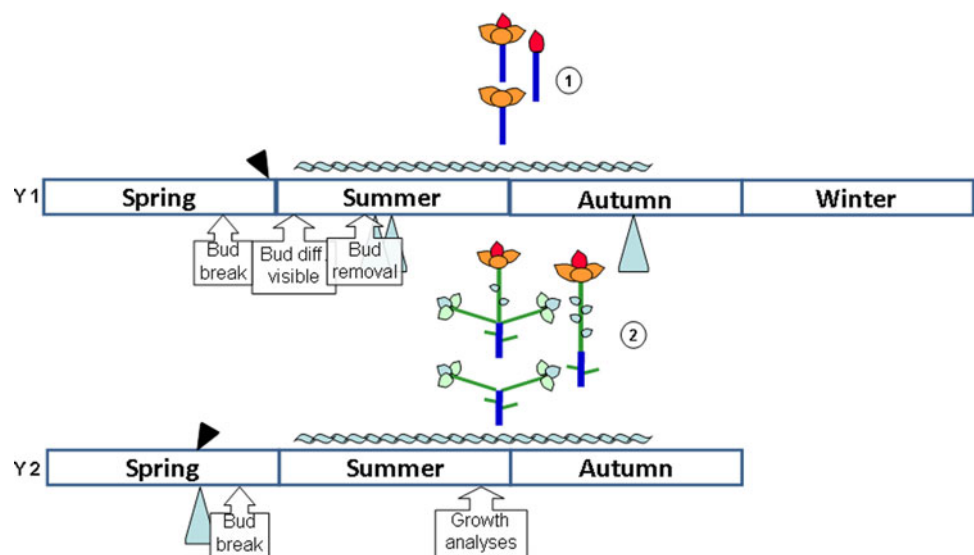 1
Y 1
Spring
Summer
Autumn
Winter
Bud
break
Bud diff.
visible
Bud
removal
2
Y 2
Spring
Summer
Autumn
Bud
break
Growth
analyses